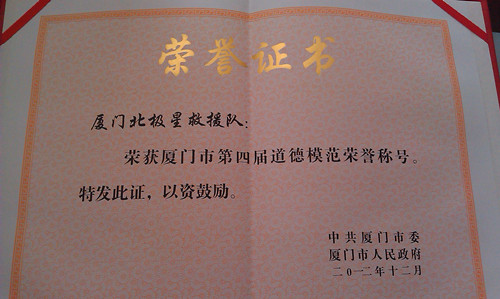 荣誉证书
厦门北极星救援队：
荣获厦门市第四届道德模范荣誉称号。
特发此证，以资鼓励。
中共厦门市委
厦门市人民政府
二〇一二年十二月